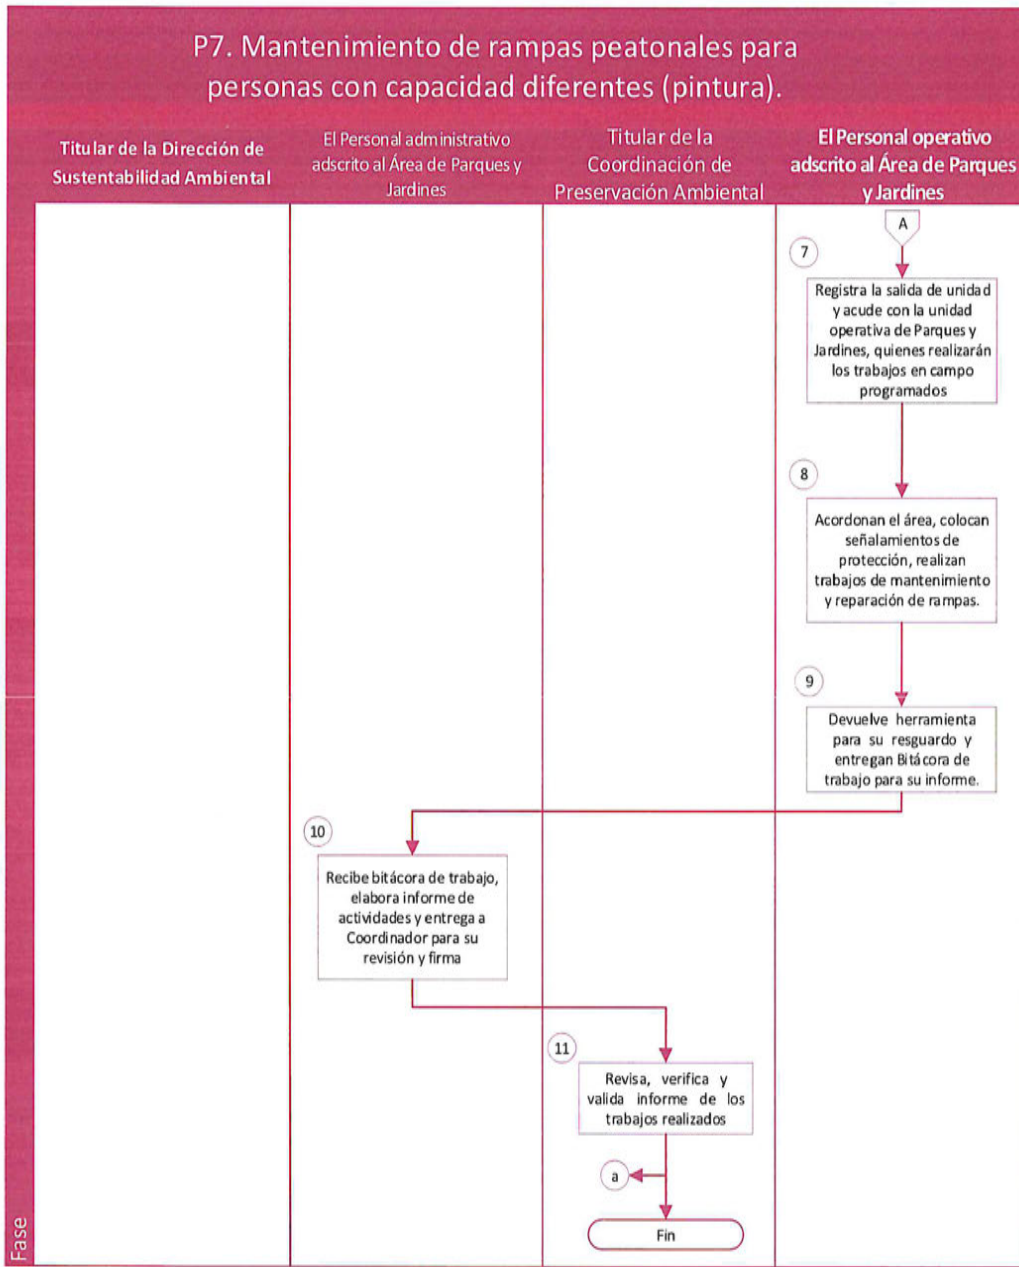 P7. Mantenimiento de rampas peatonales para
personas con capacidad diferentes (pintura).
Titular de la Dirección de
Sustentabilidad Ambiental
El Personal administrativo
adscrito al Área de Parques y
Jardines
Titular de la
Coordinación de
Preservación Ambiental
El Personal operativo
adscrito al Área de Parques
y Jardines
A
7
Registra la salida de unidad
y acude con la unidad
operativa de Parques y
Jardines, quienes realizarán
los trabajos en campo
programados
8
Acordonan el área, colocan
señalamientos de
protección, realizan
trabajos de mantenimiento
y reparación de rampas.
9
Devuelve herramienta
para su resguardo y
entregan Bitácora de
trabajo para su informe.
10
Recibe bitácora de trabajo,
elabora informe de
actividades y entrega a
Coordinador para su
revisión y firma
11
Revisa, verifica y
valida informe de los
trabajos realizados
a
Fin
Fase